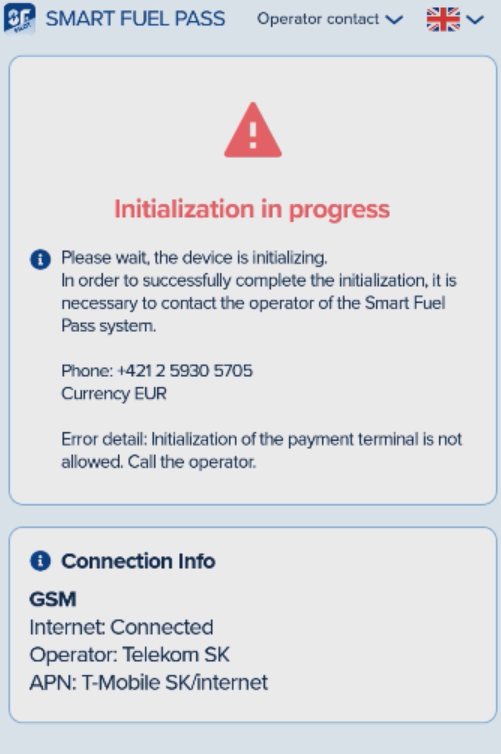 SMART FUEL PASS Operator contact
Initialization in progress
Please wait, the device is initializing.
In order to successfully complete the initialization, it is
necessary to contact the operator of the Smart Fuel
Pass system.
Phone: +421 2 5930 5705
Currency EUR
Error detail: Initialization of the payment terminal is not
allowed. Call the operator.
Connection Info
GSM
Internet: Connected
Operator: Telekom SK
APN: T-Mobile SK/internet